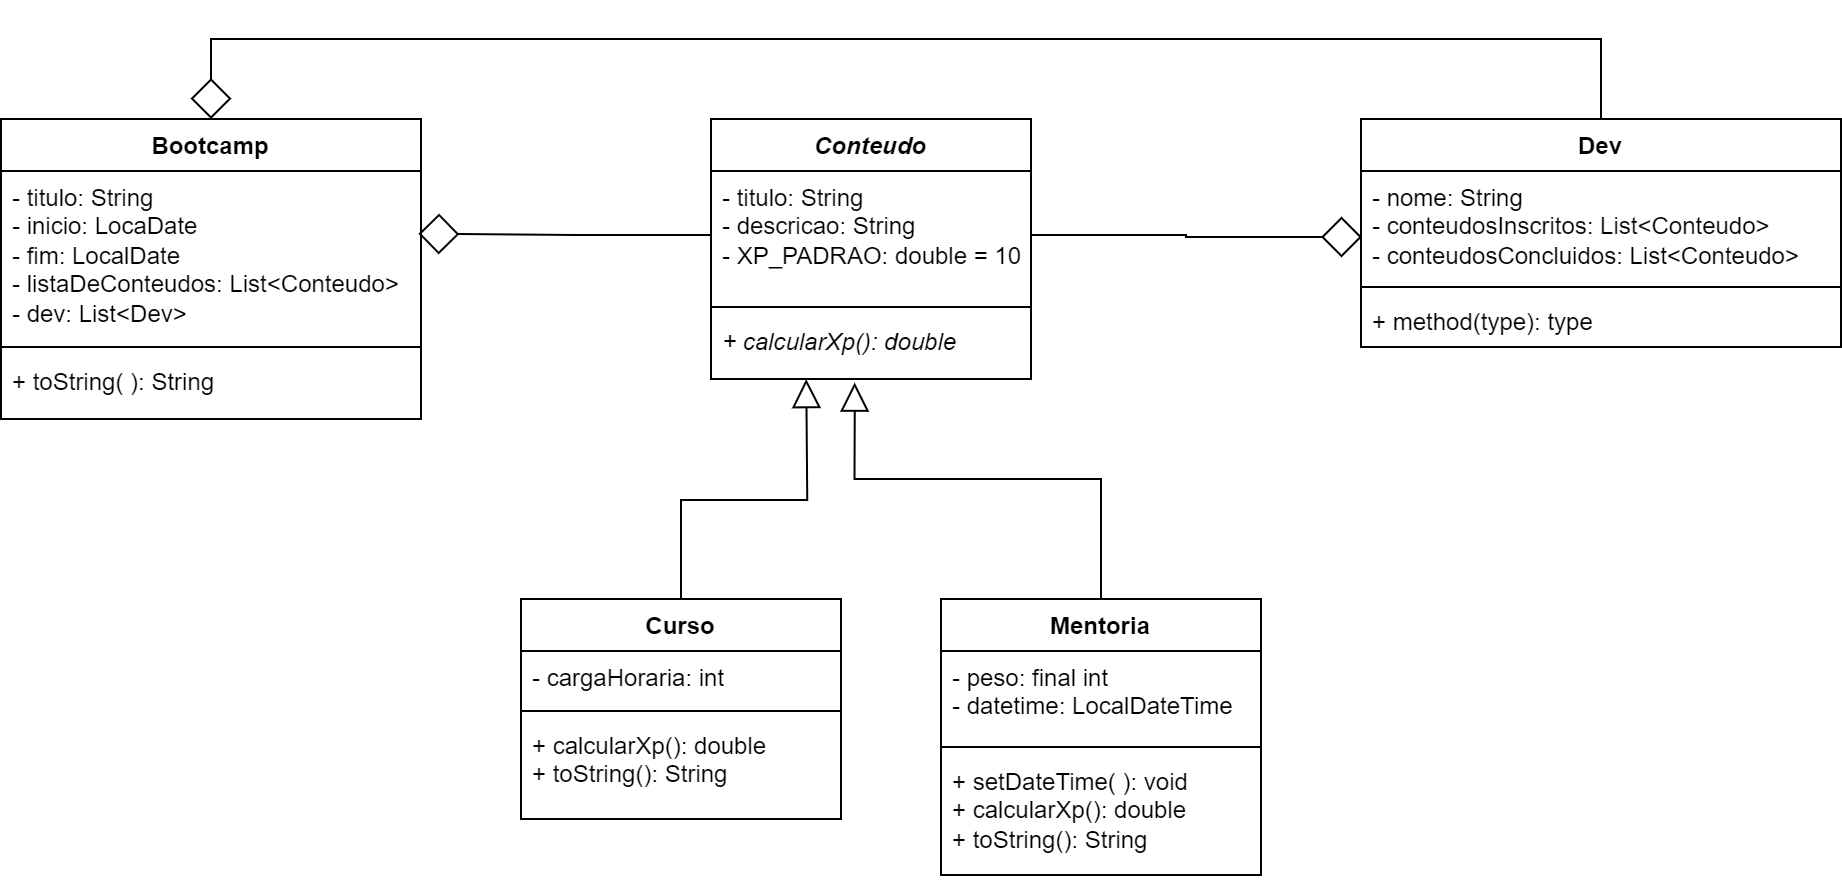 Bootcamp
- titulo: String
- inicio: LocaDate
- fim: LocalDate
- listaDeConteudos: List<Conteudo>
- dev: List<Dev>
+ toString( ): String
Conteudo
- titulo: String
- descricao: String
- XP_PADRAO: double = 10
+ calcularXp(): double
Dev
- nome: String
- conteudosInscritos: List<Conteudo>
- conteudosConcluidos: List<Conteudo>
+ method(type): type
Curso
- cargaHoraria: int
+ calcularXp(): double
+ toString(): String
Mentoria
- peso: final int
- datetime: LocalDateTime
+ setDateTime( ): void
+ calcularXp(): double
+ toString(): String